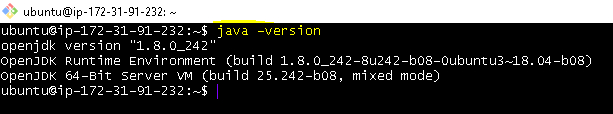 ubuntu@ip-172-31-91-232: ~
ubuntu@ip-172-31-91-232:~$ java -version
openjdk version "1.8.0_242"
OpenJDK Runtime Environment (build 1.8.0_242-8u242-b08-0ubuntu3~18.04-b08)
OpenJDK 64-Bit Server VM (build 25.242-b08, mixed mode)
ubuntu@ip-172-31-91-232:~$